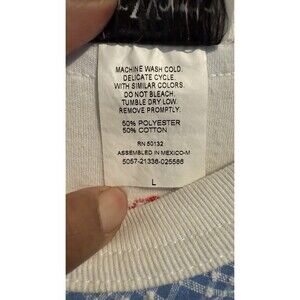 MACHINE WASH COLD.
DELICATE CYCLE.
WITH SIMILAR COLORS.
DO NOT BLEACH.
TUMBLE DRY LOW.
REMOVE PROMPTLY.
50% POLYESTER
50% COTTON
RN 50132
ASSEMBLED IN MEXICO-M
5057-21336-025586
L